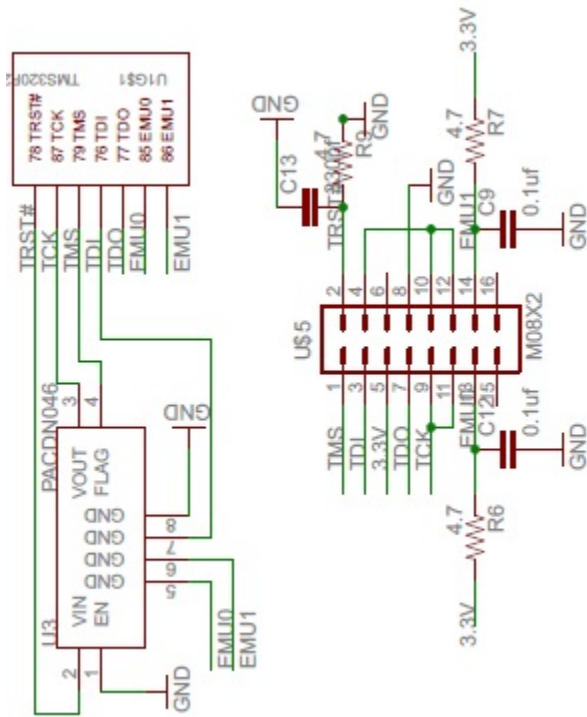 TMS320F2
U1G$1
78 TRST#
87 TCK
79 TMS
76 TDI
77 TDO
85 EMU0
86 EMU1
TRST#
TCK
TMS
TDI
TDO
EMU0
EMU1
PACDN046
U3
3
4
VOUT
FLAG
GND
GND
GND
GND
8
7
6
5
VIN
EN
2
1
GND
GND
EMU0
EMU1
GND
C13
4.7
R9
GND
TRST#
GND
3.3V
4.7
R7
EMU1
C9
0.1uf
GND
2
4
6
8
10
12
14
16
U$5
M08X2
1
3
5
7
9
11
13
15
TMS
TDI
3.3V
TDO
TCK
C12
0.1uf
GND
4.7
R6
3.3V